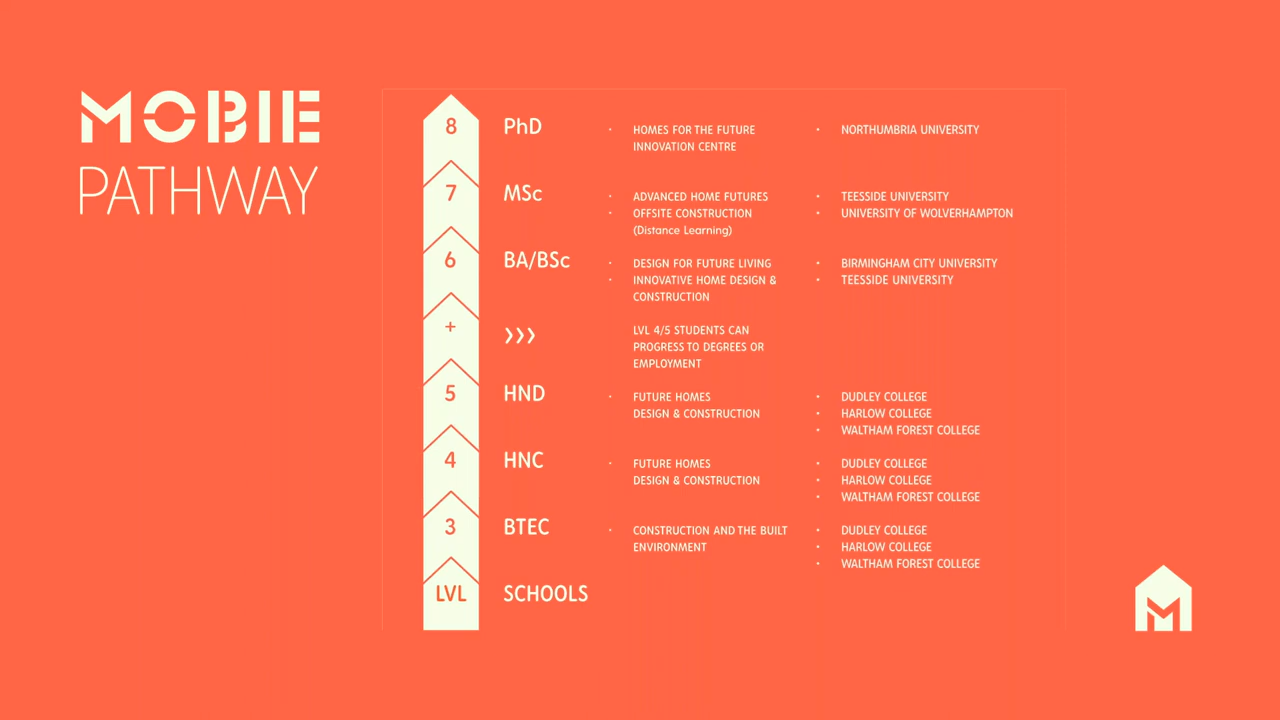 MOBIE
PATHWAY
8
PhD
• HOMES FOR THE FUTURE
INNOVATION CENTRE
• NORTHUMBRIA UNIVERSITY
7
MSc
• ADVANCED HOME FUTURES
• OFFSITE CONSTRUCTION
(Distance Learning)
• TEESSIDE UNIVERSITY
• UNIVERSITY OF WOLVERHAMPTON
6
BA/BSc
• DESIGN FOR FUTURE LIVING
• INNOVATIVE HOME DESIGN &
CONSTRUCTION
• BIRMINGHAM CITY UNIVERSITY
• TEESSIDE UNIVERSITY
+
❯❯❯
LVL 4/5 STUDENTS CAN
PROGRESS TO DEGREES OR
EMPLOYMENT
5
HND
• FUTURE HOMES
DESIGN & CONSTRUCTION
• DUDLEY COLLEGE
• HARLOW COLLEGE
• WALTHAM FOREST COLLEGE
4
HNC
• FUTURE HOMES
DESIGN & CONSTRUCTION
• DUDLEY COLLEGE
• HARLOW COLLEGE
• WALTHAM FOREST COLLEGE
3
BTEC
• CONSTRUCTION AND THE BUILT
ENVIRONMENT
• DUDLEY COLLEGE
• HARLOW COLLEGE
• WALTHAM FOREST COLLEGE
LVL
SCHOOLS
M